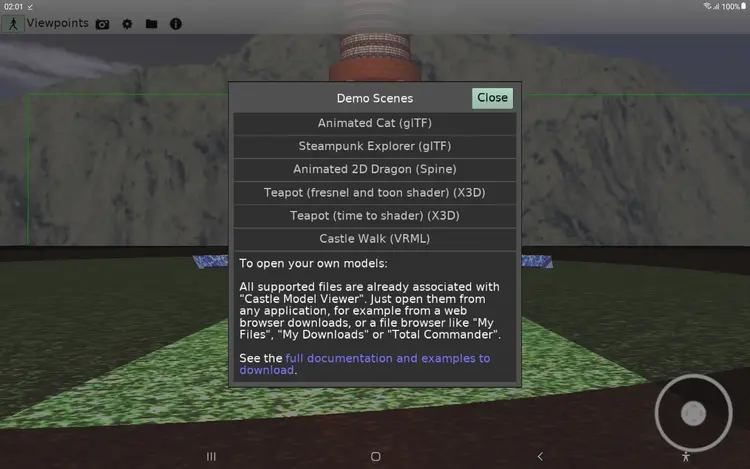 02:01
100%
Viewpoints
Demo Scenes
Close
Animated Cat (glTF)
Steampunk Explorer (glTF)
Animated 2D Dragon (Spine)
Teapot (fresnel and toon shader) (X3D)
Teapot (time to shader) (X3D)
Castle Walk (VRML)
To open your own models:
All supported files are already associated with
"Castle Model Viewer". Just open them from
any application, for example from a web
browser downloads, or a file browser like "My
Files", "My Downloads" or "Total Commander".
See the full documentation and examples to
download.